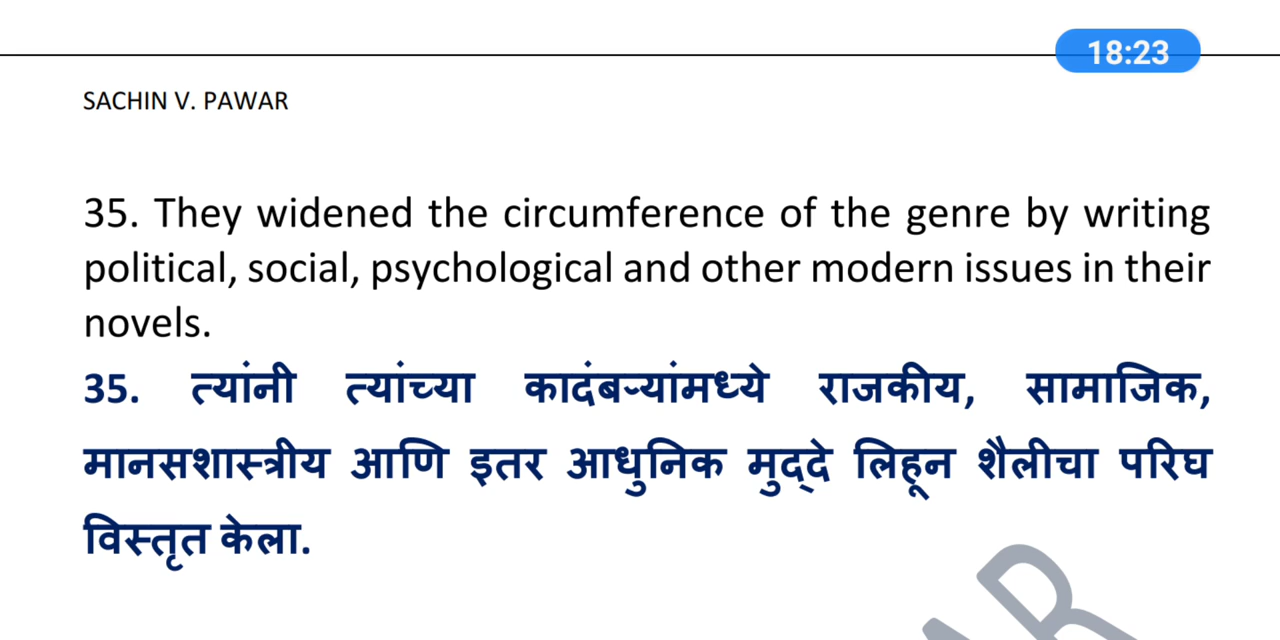 18:23
SACHIN V. PAWAR
35. They widened the circumference of the genre by writing
political, social, psychological and other modern issues in their
novels.
35. त्यांनी त्यांच्या कादंबऱ्यांमध्ये राजकीय, सामाजिक,
मानसशास्त्रीय आणि इतर आधुनिक मुद्दे लिहून शैलीचा परिघ
विस्तृत केला.